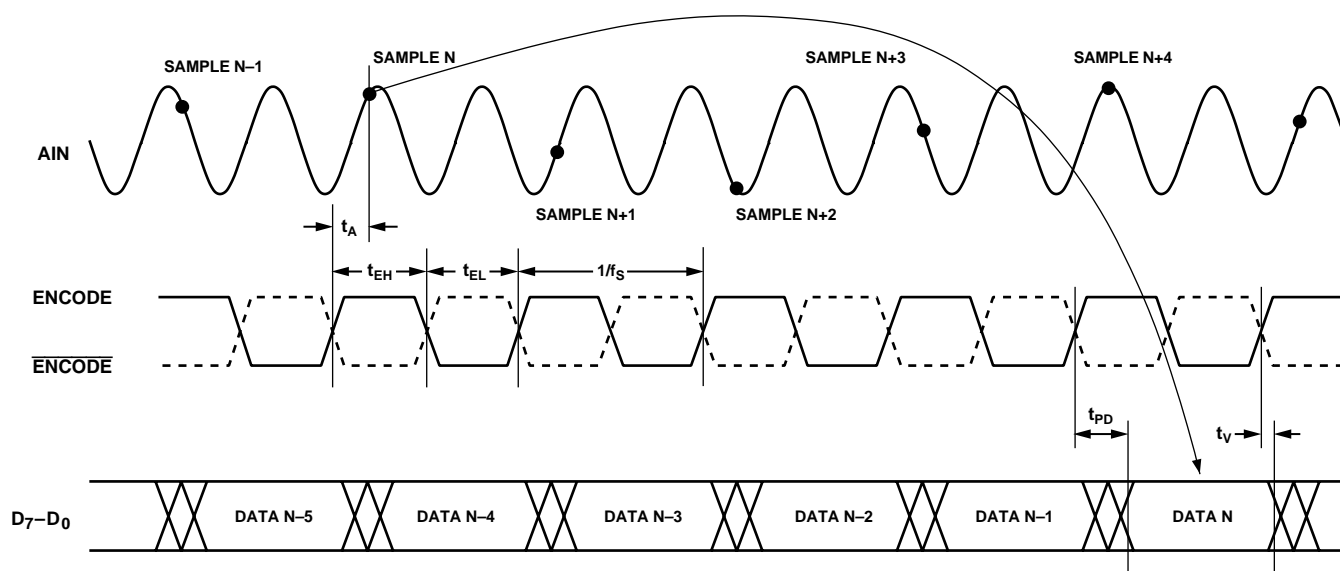 SAMPLE N–1
SAMPLE N
SAMPLE N+3
SAMPLE N+4
AIN
SAMPLE N+1
SAMPLE N+2
tA
tEH
tEL
1/fS
ENCODE
ENCODE
tPD
tV
D7–D0
DATA N–5
DATA N–4
DATA N–3
DATA N–2
DATA N–1
DATA N